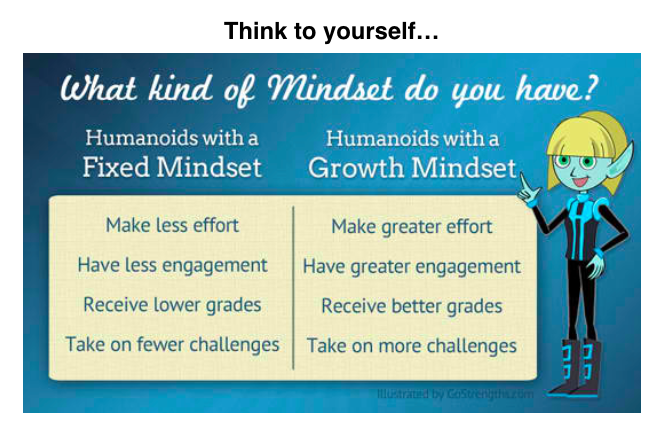 Think to yourself…
What kind of Mindset do you have?
Humanoids with a
Fixed Mindset
Humanoids with a
Growth Mindset
Make less effort
Have less engagement
Receive lower grades
Take on fewer challenges
Make greater effort
Have greater engagement
Receive better grades
Take on more challenges
Illustrated by GoStrengths.com